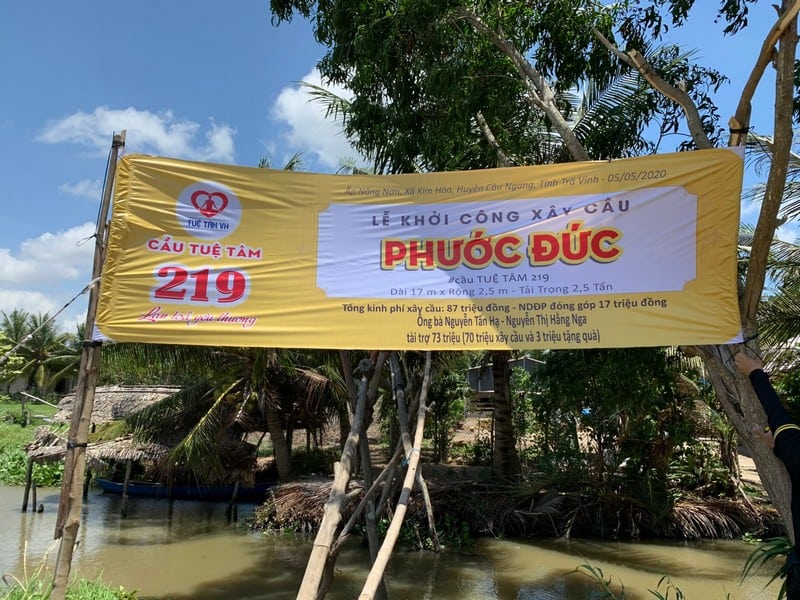 TUỆ TÂM VH
CẦU TUỆ TÂM
219
Lan toả yêu thương
Ấp Nông Nơn, Xã Kim Hòa, Huyện Cầu Ngang, Tỉnh Trà Vinh - 05/05/2020
LỄ KHỞI CÔNG XÂY CẦU
PHƯỚC ĐỨC
#cầu TUỆ TÂM 219
Dài 17 m x Rộng 2,5 m - Tải Trọng 2,5 Tấn
Tổng kinh phí xây cầu: 87 triệu đồng - NDĐP đóng góp 17 triệu đồng
Ông bà Nguyễn Tấn Hạ - Nguyễn Thị Hằng Nga
tài trợ 73 triệu (70 triệu xây cầu và 3 triệu tặng quà)